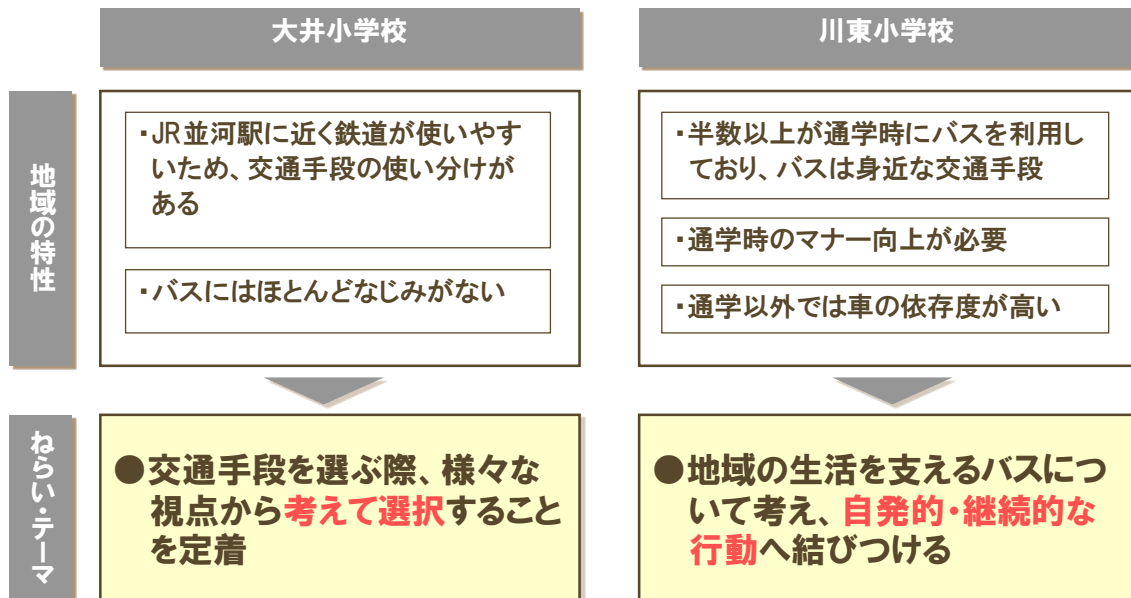 大井小学校
川東小学校
地域の特性
・JR並河駅に近く鉄道が使いやす
いため、交通手段の使い分けが
ある
・バスにはほとんどなじみがない
・半数以上が通学時にバスを利用し
ており、バスは身近な交通手段
・通学時のマナー向上が必要
・通学以外では車の依存度が高い
ねらい・テーマ
●交通手段を選ぶ際、様々な
視点から考えて選択すること
を定着
●地域の生活を支えるバスにつ
いて考え、自発的・継続的な
行動へ結びつける